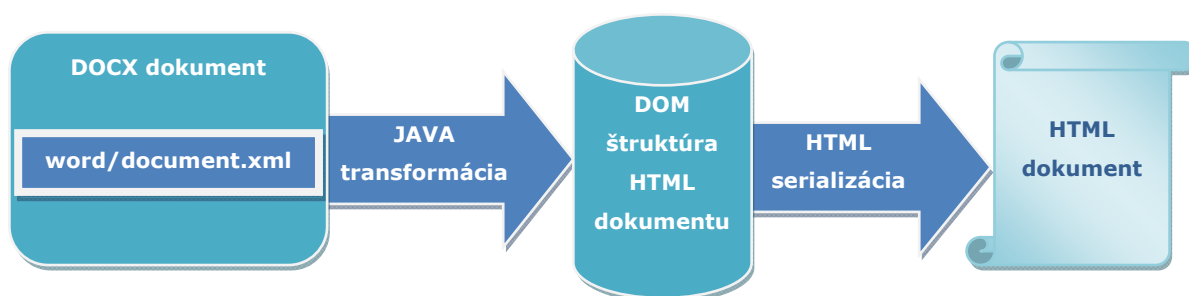 DOCX dokument
word/document.xml
JAVA
transformácia
DOM
štruktúra
HTML
dokumentu
HTML
serializácia
HTML
dokument